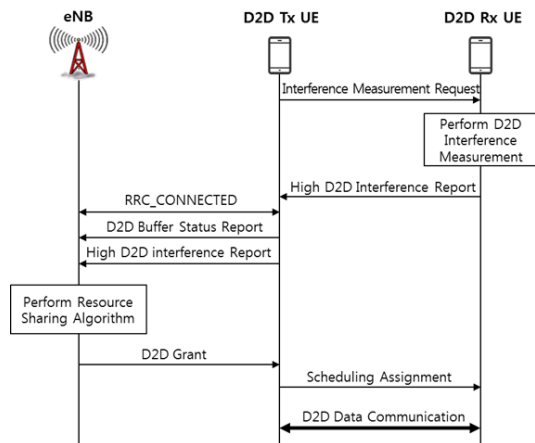 eNB
D2D Tx UE
D2D Rx UE
Interference Measurement Request
Perform D2D
Interference
Measurement
High D2D Interference Report
RRC_CONNECTED
D2D Buffer Status Report
High D2D interference Report
Perform Resource
Sharing Algorithm
D2D Grant
Scheduling Assignment
D2D Data Communication